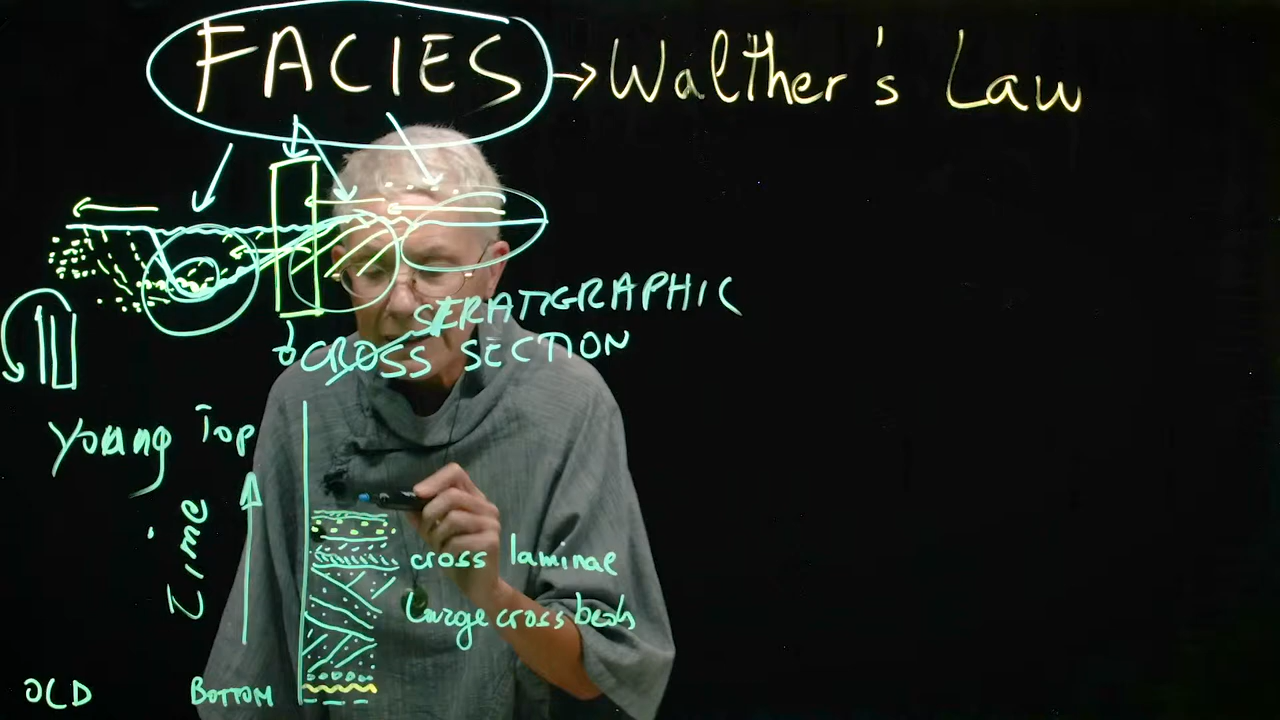 FACIES → Walther's Law
STRATIGRAPHIC
CROSS SECTION
Young Top
Time
cross laminae
Large cross beds
OLD BOTTOM